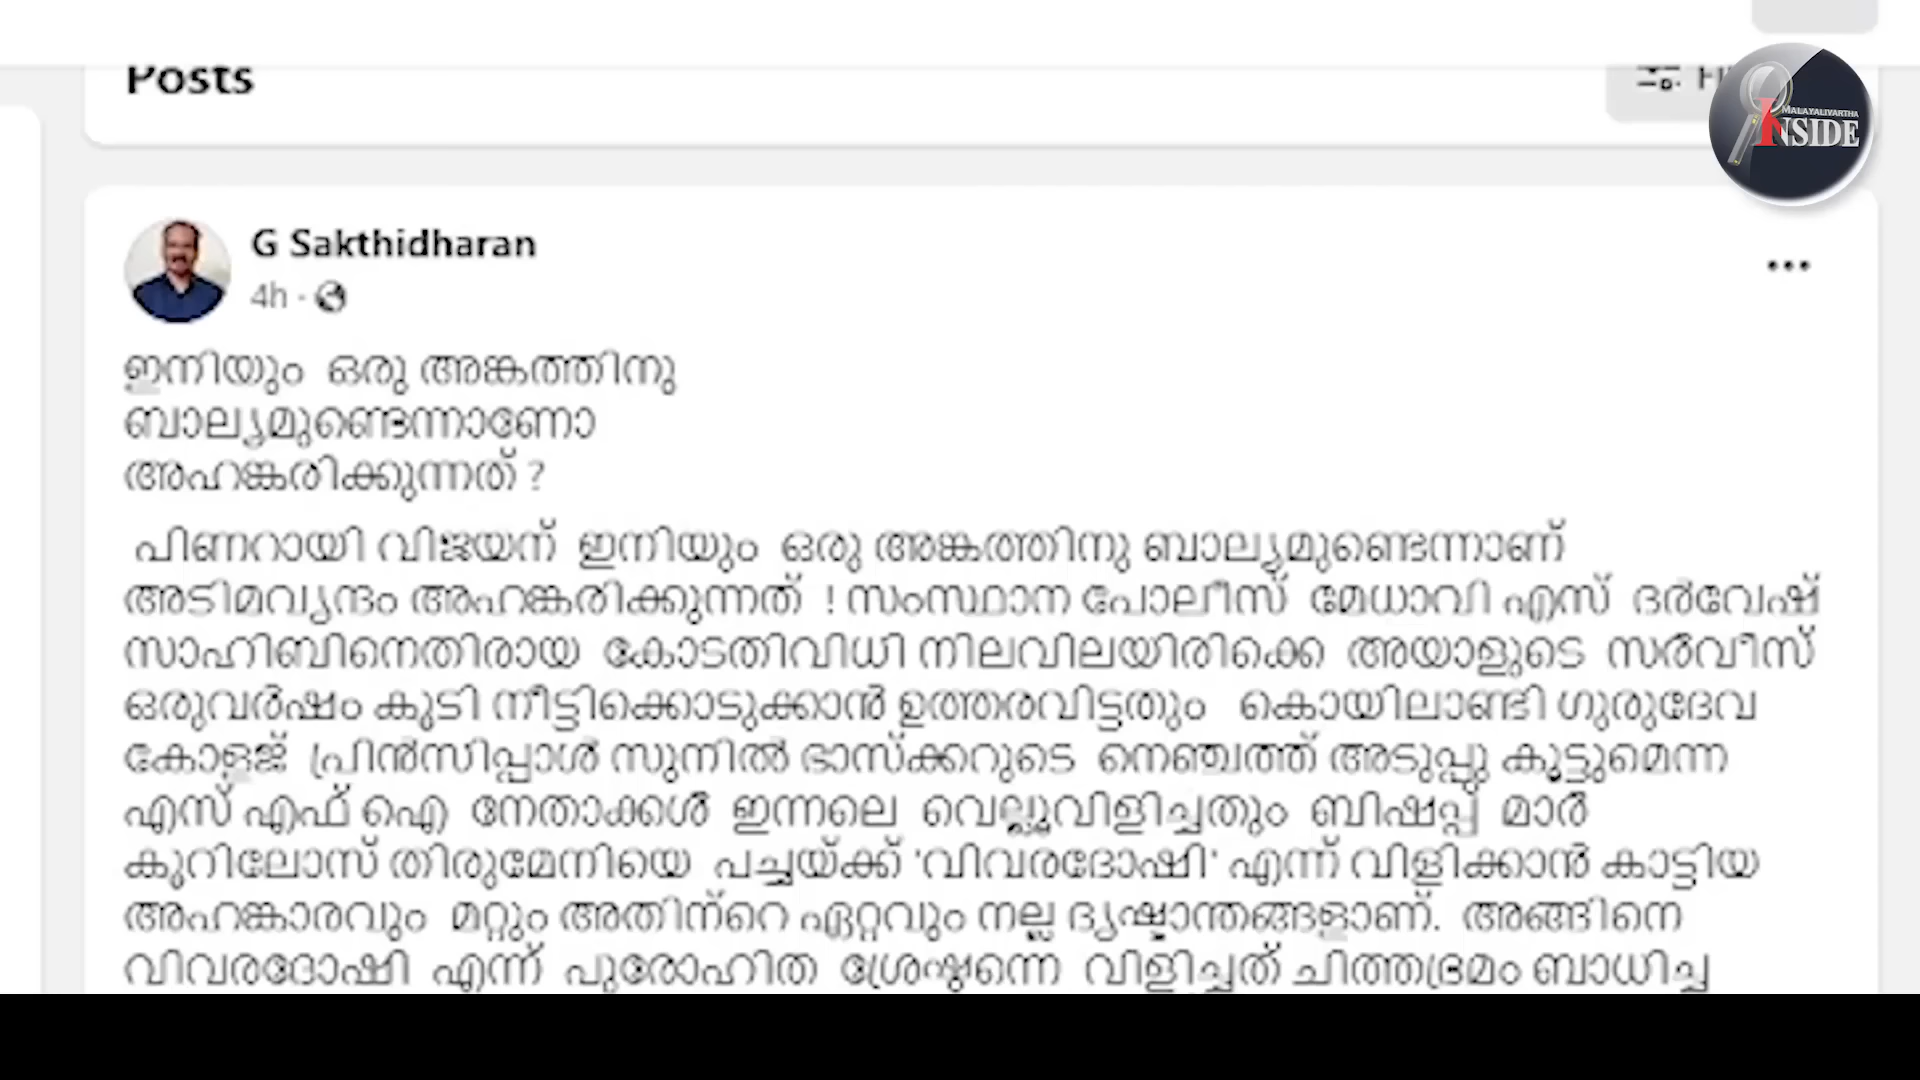 Posts
MALAYALIVARTHA
INSIDE
G Sakthidharan
4h ·
ഇനിയും ഒരു അങ്കത്തിനു
ബാല്യമുണ്ടെന്നാണോ
അഹങ്കരിക്കുന്നത് ?
പിണറായി വിജയന് ഇനിയും ഒരു അങ്കത്തിനു ബാല്യമുണ്ടെന്നാണ്
അടിമവൃന്ദം അഹങ്കരിക്കുന്നത് ! സംസ്ഥാന പോലീസ് മേധാവി എസ് ദർവേഷ്
സാഹിബിനെതിരായ കോടതിവിധി നിലവിലയിരിക്കെ അയാളുടെ സർവീസ്
ഒരുവർഷം കൂടി നീട്ടിക്കൊടുക്കാൻ ഉത്തരവിട്ടതും കൊയിലാണ്ടി ഗുരുദേവ
കോളജ് പ്രിൻസിപ്പാൾ സുനിൽ ഭാസ്ക്കറുടെ നെഞ്ചത്ത് അടുപ്പു കൂട്ടുമെന്ന
എസ് എഫ് ഐ നേതാക്കൾ ഇന്നലെ വെല്ലുവിളിച്ചതും ബിഷപ്പ് മാർ
കൂറിലോസ് തിരുമേനിയെ പച്ചയ്ക്ക് 'വിവരദോഷി' എന്ന് വിളിക്കാൻ കാട്ടിയ
അഹങ്കാരവും മറ്റും അതിന്റെ ഏറ്റവും നല്ല ദൃഷ്ടാന്തങ്ങളാണ്. അങ്ങിനെ
വിവരദോഷി എന്ന് പുരോഹിത ശ്രേഷ്ഠനെ വിളിച്ചത് ചിത്തഭ്രമം ബാധിച്ച